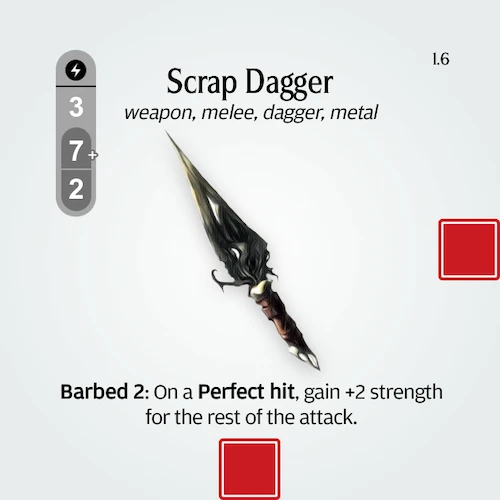 1.6
Scrap Dagger
weapon, melee, dagger, metal
3
7+
2
Barbed 2: On a Perfect hit, gain +2 strength
for the rest of the attack.